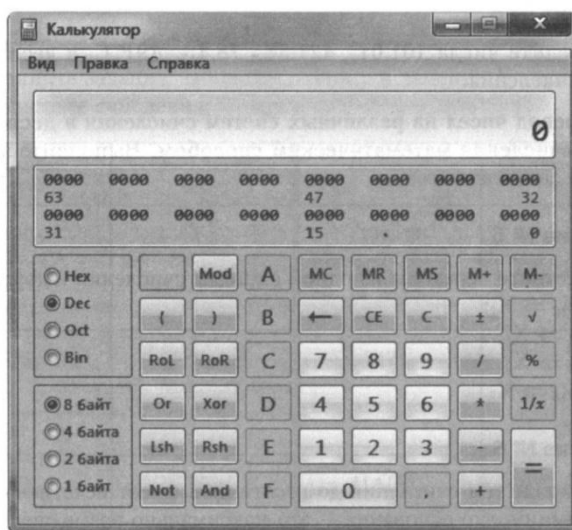 Калькулятор
Вид Правка Справка
0
0000 0000 0000 0000 0000 0000 0000 0000
63 47 32
0000 0000 0000 0000 0000 0000 0000 0000
31 15 0
Hex Mod A MC MR MS M+ M-
Dec ( ) B ← CE C ± √
Oct
Bin RoL RoR C 7 8 9 / %
8 байт Or Xor D 4 5 6 * 1/x
4 байта
2 байта Lsh Rsh E 1 2 3 - =
1 байт Not And F 0 , +